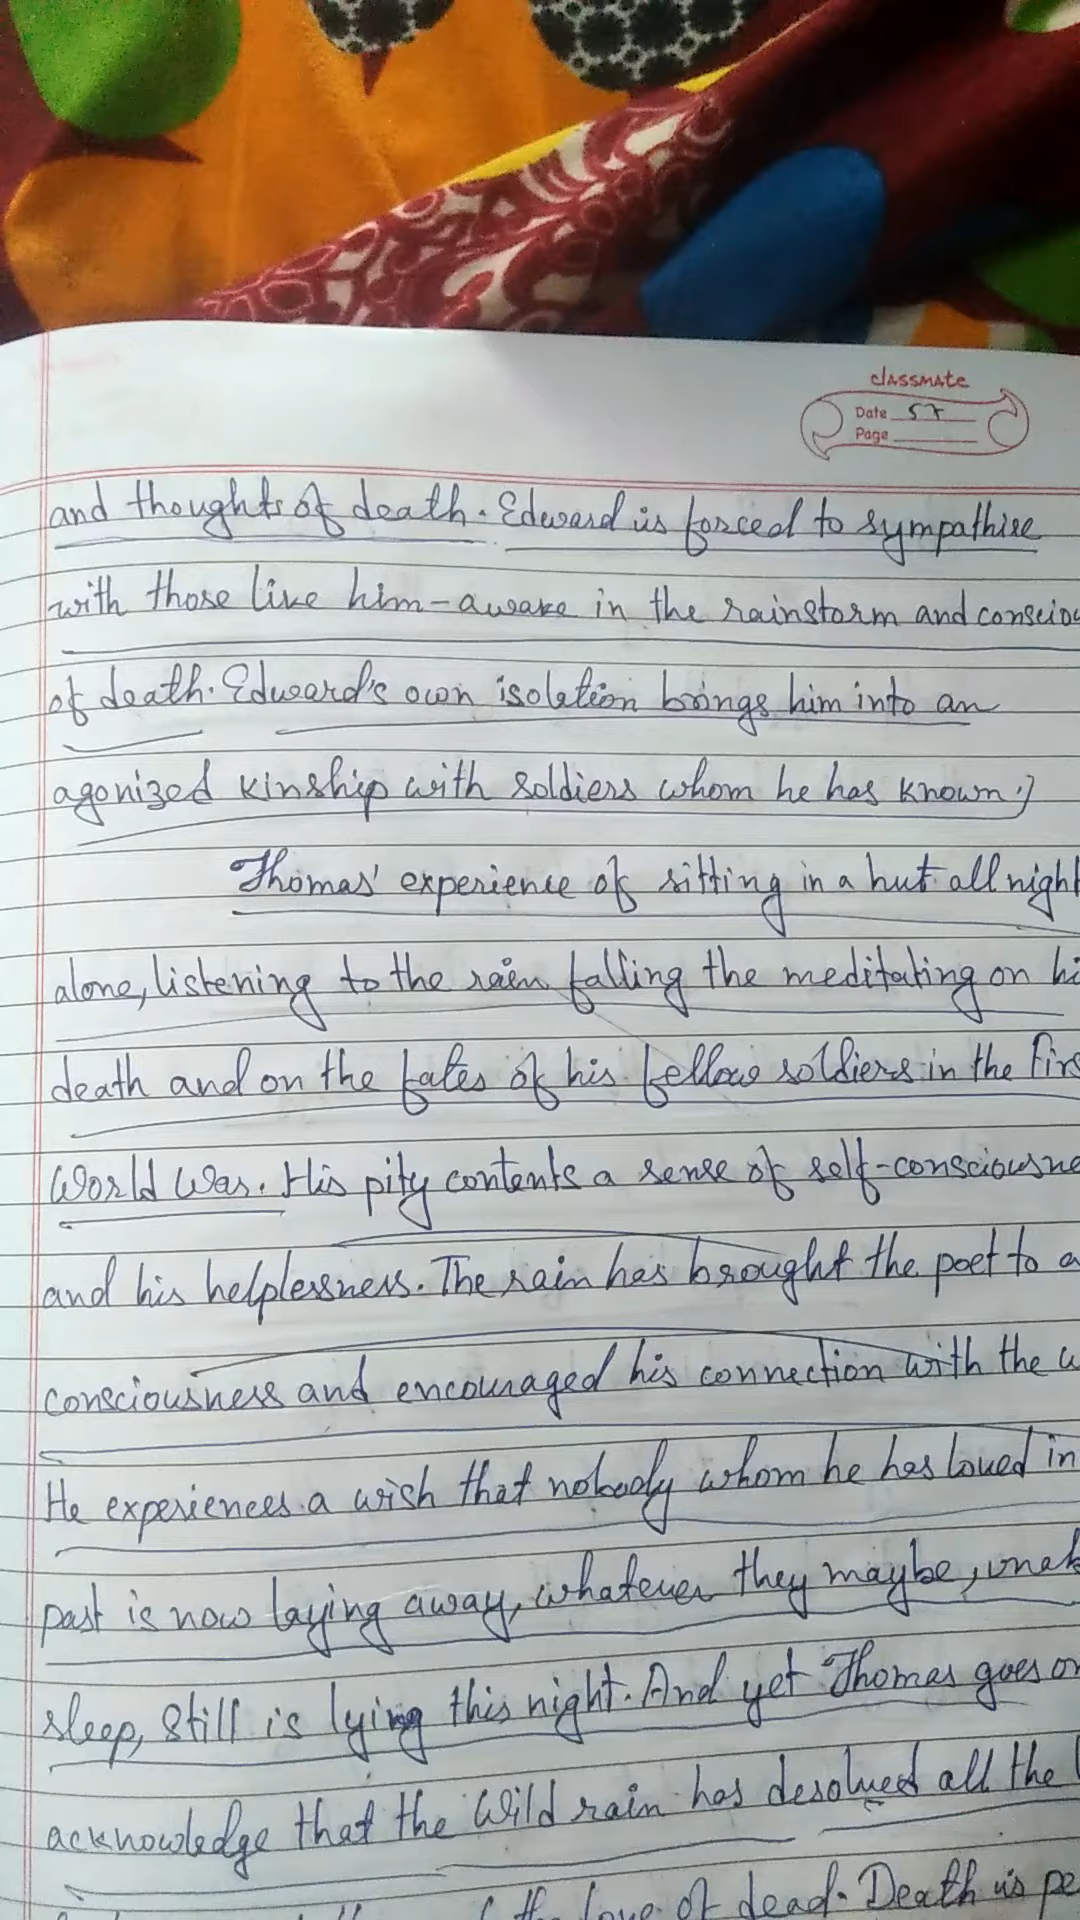 classmate
Date 57
Page
and thoughts of death. Edward is forced to sympathise
with those like him-awake in the rainstorm and consciou
of death. Edward's own isolation brings him into an
agonized kinship with soldiers whom he has known.)
Thomas' experience of sitting in a hut all night
alone, listening to the rain falling the meditating on hi
death and on the fates of his fellow soldiers in the Firs
World War. His pity contents a sense of self-consciousne
and his helplessness. The rain has brought the poet to a
consciousness and encouraged his connection with the
He experiences a wish that nobody whom he has loved in
past is now laying away, whatever they maybe, unab
sleep, still is lying this night. And yet Thomas goes on
acknowledge that the Wild rain has desolved all the
the love of dead. Death is pe